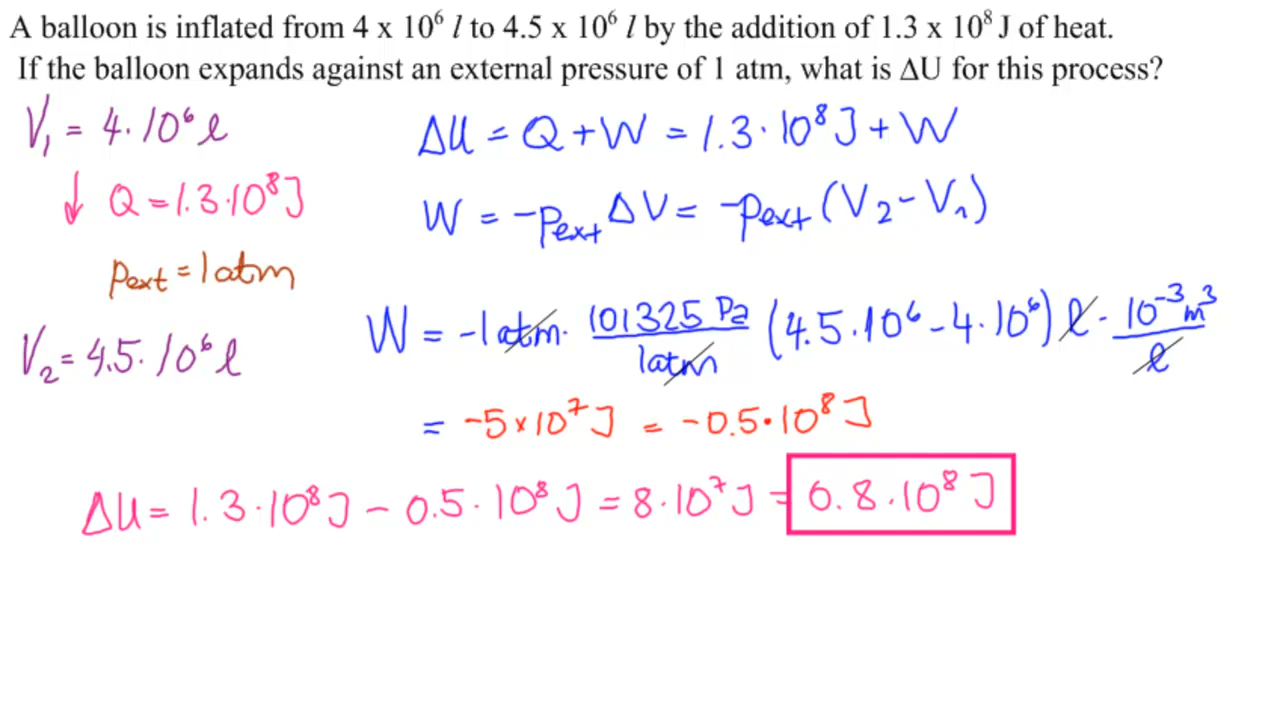 A balloon is inflated from 4 x 10⁶ l to 4.5 x 10⁶ l by the addition of 1.3 x 10⁸ J of heat.
If the balloon expands against an external pressure of 1 atm, what is ΔU for this process?
V₁ = 4·10⁶ l
↓ Q = 1.3·10⁸ J
Pext = 1 atm
V₂ = 4.5·10⁶ l
ΔU = Q + W = 1.3·10⁸ J + W
W = -Pext ΔV = -Pext (V₂ - V₁)
W = -1 atm · 101325 Pa / 1 atm (4.5·10⁶ - 4·10⁶) l · 10⁻³ m³ / l
= -5×10⁷ J = -0.5·10⁸ J
ΔU = 1.3·10⁸ J - 0.5·10⁸ J = 8·10⁷ J = 0.8·10⁸ J